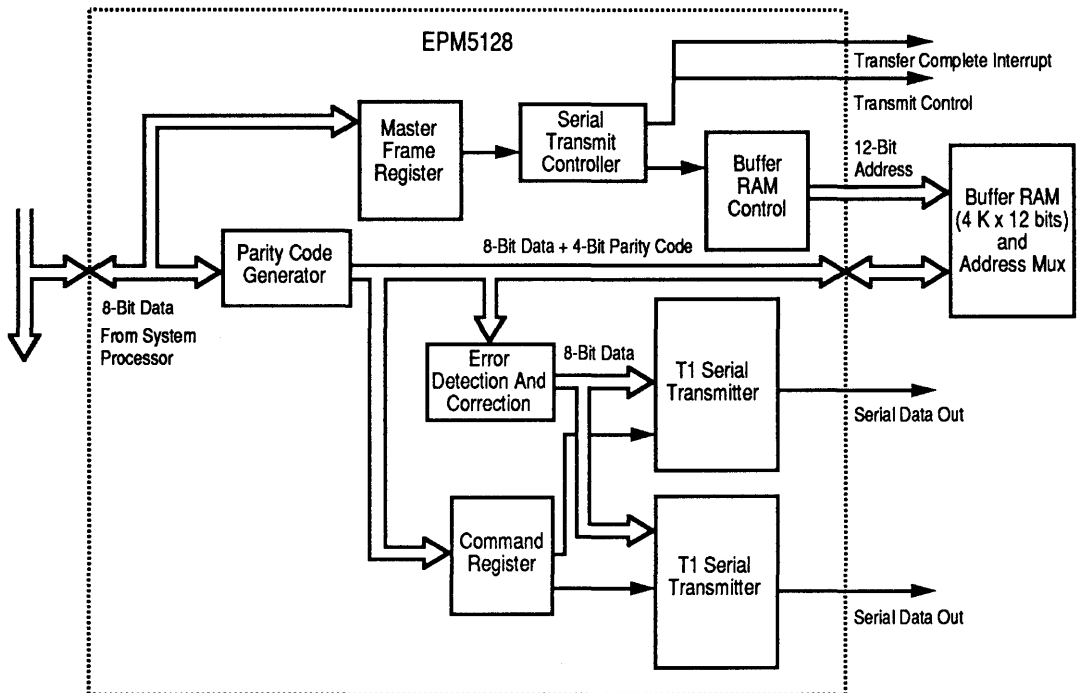 EPM5128
Transfer Complete Interrupt
Transmit Control
Master
Frame
Register
Serial
Transmit
Controller
Buffer
RAM
Control
12-Bit
Address
Buffer RAM
(4 K x 12 bits)
and
Address Mux
Parity Code
Generator
8-Bit Data + 4-Bit Parity Code
8-Bit Data
From System
Processor
Error
Detection And
Correction
8-Bit Data
T1 Serial
Transmitter
Serial Data Out
Command
Register
T1 Serial
Transmitter
Serial Data Out